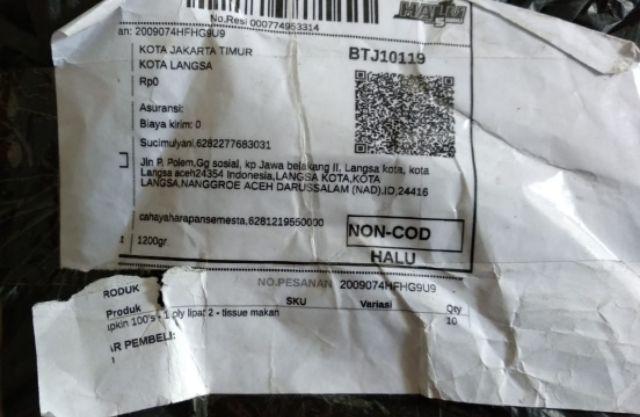 No.Resi 000774953314
HALU
an: 2009074HFHG9U9
KOTA JAKARTA TIMUR
BTJ10119
KOTA LANGSA
Rp0
Asuransi:
Biaya kirim: 0
Sucimulyani,6282277683031
Jln P. Polem,Gg sosial, kp Jawa belakang II, Langsa kota, kota
Langsa aceh24354 Indonesia,LANGSA KOTA,KOTA
LANGSA,NANGGROE ACEH DARUSSALAM (NAD),ID,24416
cahayaharapansemesta,6281219550000
NON-COD
1200gr.
HALU
RODUK
NO.PESANAN 2009074HFHG9U9
Produk SKU Variasi Qty
pkin 100's - 1 ply lipat 2 - tissue makan 10
AR PEMBELI: